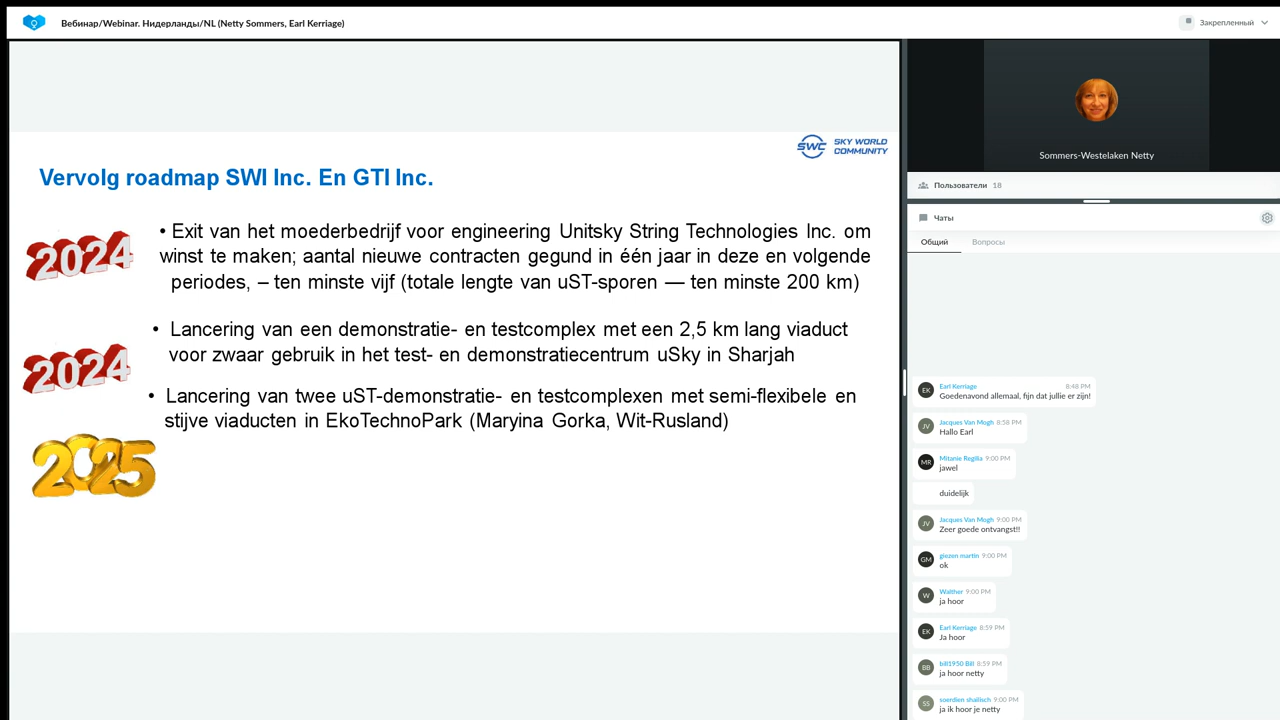 Вебинар/Webinar. Нидерланды/NL (Netty Sommers, Earl Kerriage)
Закрепленный
SWC SKY WORLD
COMMUNITY
Vervolg roadmap SWI Inc. En GTI Inc.
2024
• Exit van het moederbedrijf voor engineering Unitsky String Technologies Inc. om
winst te maken; aantal nieuwe contracten gegund in één jaar in deze en volgende
periodes, – ten minste vijf (totale lengte van uST-sporen — ten minste 200 km)
2024
• Lancering van een demonstratie- en testcomplex met een 2,5 km lang viaduct
voor zwaar gebruik in het test- en demonstratiecentrum uSky in Sharjah
• Lancering van twee uST-demonstratie- en testcomplexen met semi-flexibele en
stijve viaducten in EkoTechnoPark (Maryina Gorka, Wit-Rusland)
2025
Sommers-Westelaken Netty
Пользователи 18
Чаты
Общий Вопросы
EK Earl Kerriage 8:48 PM
Goedenavond allemaal, fijn dat jullie er zijn!
JV Jacques Van Mogh 8:58 PM
Hallo Earl
MR Mitanie Regilia 9:00 PM
jawel
duidelijk
JV Jacques Van Mogh 9:00 PM
Zeer goede ontvangst!!
GM giezen martin 9:00 PM
ok
W Walther 9:00 PM
ja hoor
EK Earl Kerriage 8:59 PM
Ja hoor
BB bill1950 Bill 8:59 PM
ja hoor netty
SS soerdien shailisch 9:00 PM
ja ik hoor je netty